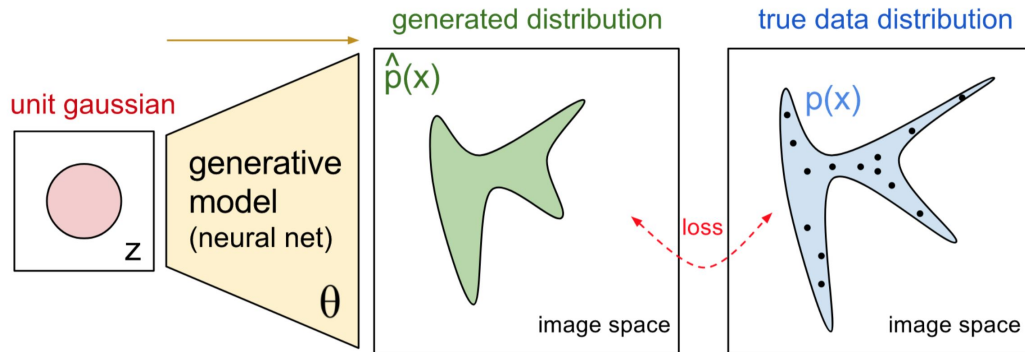 generated distribution
true data distribution
unit gaussian
z
generative
model
(neural net)
θ
p̂(x)
image space
loss
p(x)
image space